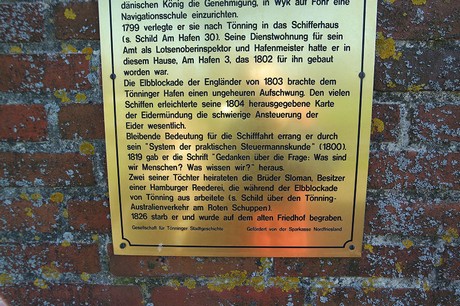 dänischen König die Genehmigung, in Wyk auf Föhr eine
Navigationsschule einzurichten.
1799 verlegte er sie nach Tönning in das Schifferhaus
(s. Schild Am Hafen 30). Seine Dienstwohnung für sein
Amt als Lotsenoberinspektor und Hafenmeister hatte er in
diesem Hause, Am Hafen 3, das 1802 für ihn gebaut
worden war.
Die Elbblockade der Engländer von 1803 brachte dem
Tönninger Hafen einen ungeheuren Aufschwung. Den vielen
Schiffen erleichterte seine 1804 herausgegebene Karte
der Eidermündung die schwierige Ansteuerung der
Eider wesentlich.
Bleibende Bedeutung für die Schifffahrt errang er durch
sein "System der praktischen Steuermannskunde" (1800).
1819 gab er die Schrift "Gedanken über die Frage: Was sind
wir Menschen? Was wissen wir?" heraus.
Zwei seiner Töchter heirateten die Brüder Sloman, Besitzer
einer Hamburger Reederei, die während der Elbblockade
von Tönning aus arbeitete (s. Schild über den Tönning-
Australienverkehr am Roten Schuppen).
1826 starb er und wurde auf dem alten Friedhof begraben.
Gesellschaft für Tönninger Stadtgeschichte Gefördert von der Sparkasse Nordfriesland